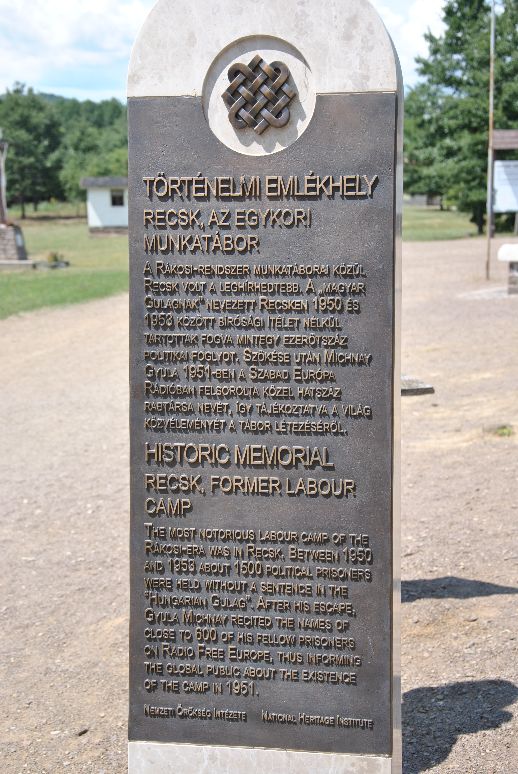 TÖRTÉNELMI EMLÉKHELY
RECSK, AZ EGYKORI
MUNKATÁBOR
A RÁKOSI-RENDSZER MUNKATÁBORAI KÖZÜL
RECSK VOLT A LEGHÍRHEDTEBB. A „MAGYAR
GULAGNAK” NEVEZETT RECSKEN 1950 ÉS
1953 KÖZÖTT BÍRÓSÁGI ÍTÉLET NÉLKÜL
TARTOTTAK FOGVA MINTEGY EZERÖTSZÁZ
POLITIKAI FOGLYOT. SZÖKÉSE UTÁN MICHNAY
GYULA 1951-BEN A SZABAD EURÓPA
RÁDIÓBAN FELSOROLTA KÖZEL HATSZÁZ
RABTÁRSA NEVÉT, ÍGY TÁJÉKOZTATVA A VILÁG
KÖZVÉLEMÉNYÉT A TÁBOR LÉTEZÉSÉRŐL.
HISTORIC MEMORIAL
RECSK, FORMER LABOUR
CAMP
THE MOST NOTORIOUS LABOUR CAMP OF THE
RÁKOSI-ERA WAS IN RECSK. BETWEEN 1950
AND 1953 ABOUT 1500 POLITICAL PRISONERS
WERE HELD WITHOUT A SENTENCE IN THE
"HUNGARIAN GULAG". AFTER HIS ESCAPE,
GYULA MICHNAY RECITED THE NAMES OF
CLOSE TO 600 OF HIS FELLOW PRISONERS
ON RADIO FREE EUROPE, THUS INFORMING
THE GLOBAL PUBLIC ABOUT THE EXISTENCE
OF THE CAMP IN 1951.
NEMZETI ÖRÖKSÉG INTÉZETE NATIONAL HERITAGE INSTITUTE